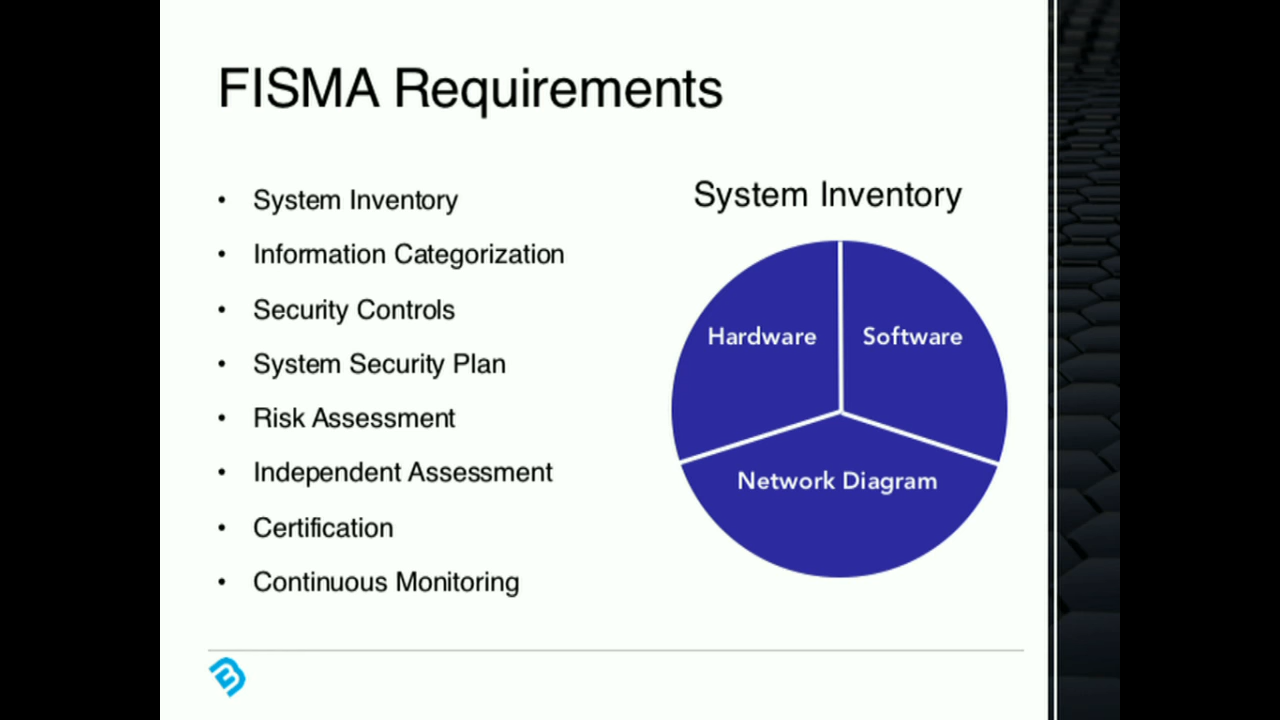 FISMA Requirements
• System Inventory
• Information Categorization
• Security Controls
• System Security Plan
• Risk Assessment
• Independent Assessment
• Certification
• Continuous Monitoring
System Inventory
Hardware
Software
Network Diagram